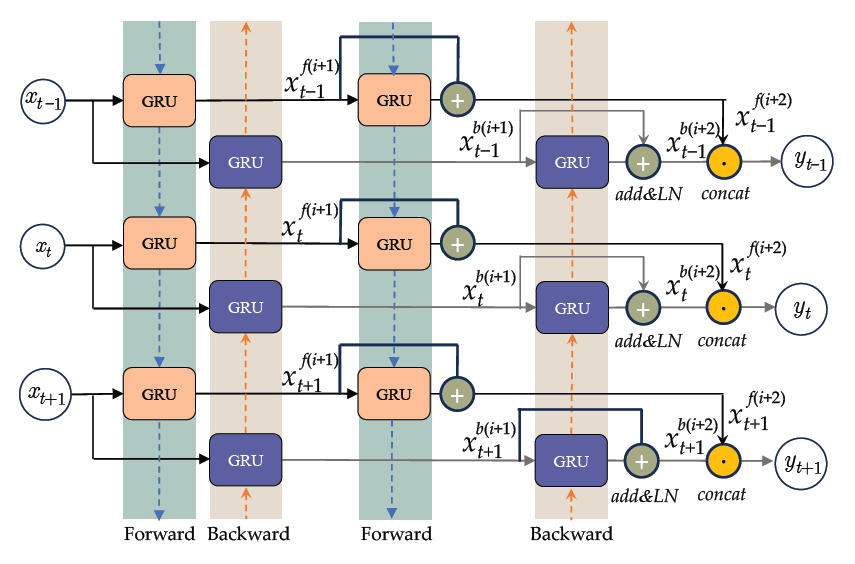 x_{t-1} GRU x_{t-1}^{f(i+1)} GRU + x_{t-1}^{f(i+2)}
GRU x_{t-1}^{b(i+1)} GRU + x_{t-1}^{b(i+2)} · y_{t-1}
add&LN concat
x_t GRU x_t^{f(i+1)} GRU + x_t^{f(i+2)}
GRU x_t^{b(i+1)} GRU + x_t^{b(i+2)} · y_t
add&LN concat
x_{t+1} GRU x_{t+1}^{f(i+1)} GRU + x_{t+1}^{f(i+2)}
GRU x_{t+1}^{b(i+1)} GRU + x_{t+1}^{b(i+2)} · y_{t+1}
add&LN concat
Forward Backward Forward Backward